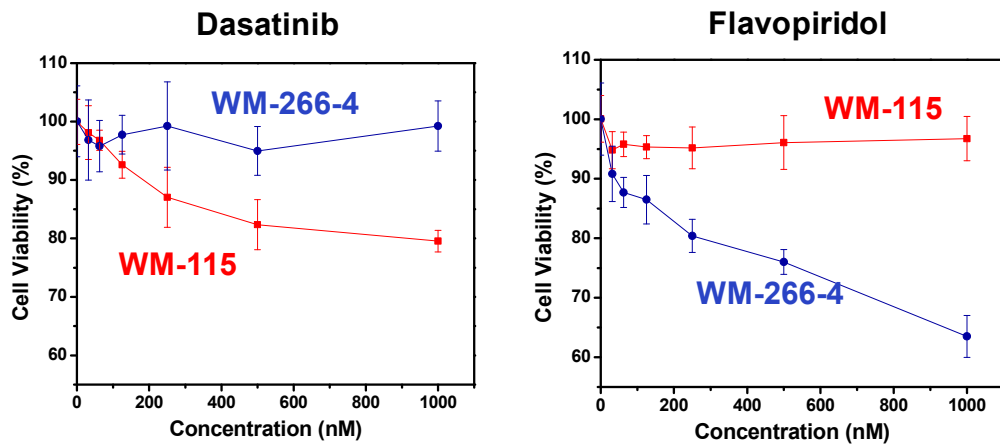 Dasatinib
110
100
90
80
70
60
Cell Viability (%)
WM-266-4
WM-115
0
200
400
600
800
1000
Concentration (nM)
Flavopiridol
110
100
90
80
70
60
Cell Viability (%)
WM-115
WM-266-4
0
200
400
600
800
1000
Concentration (nM)